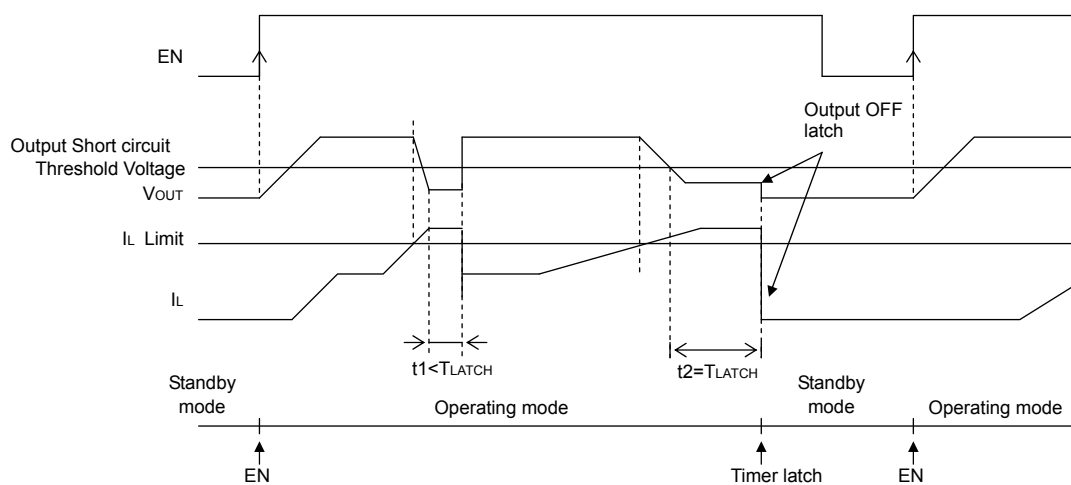 EN
Output OFF
latch
Output Short circuit
Threshold Voltage
VOUT
IL Limit
IL
t1<TLATCH
t2=TLATCH
Standby
mode
Operating mode
Standby
mode
Operating mode
EN
Timer latch
EN